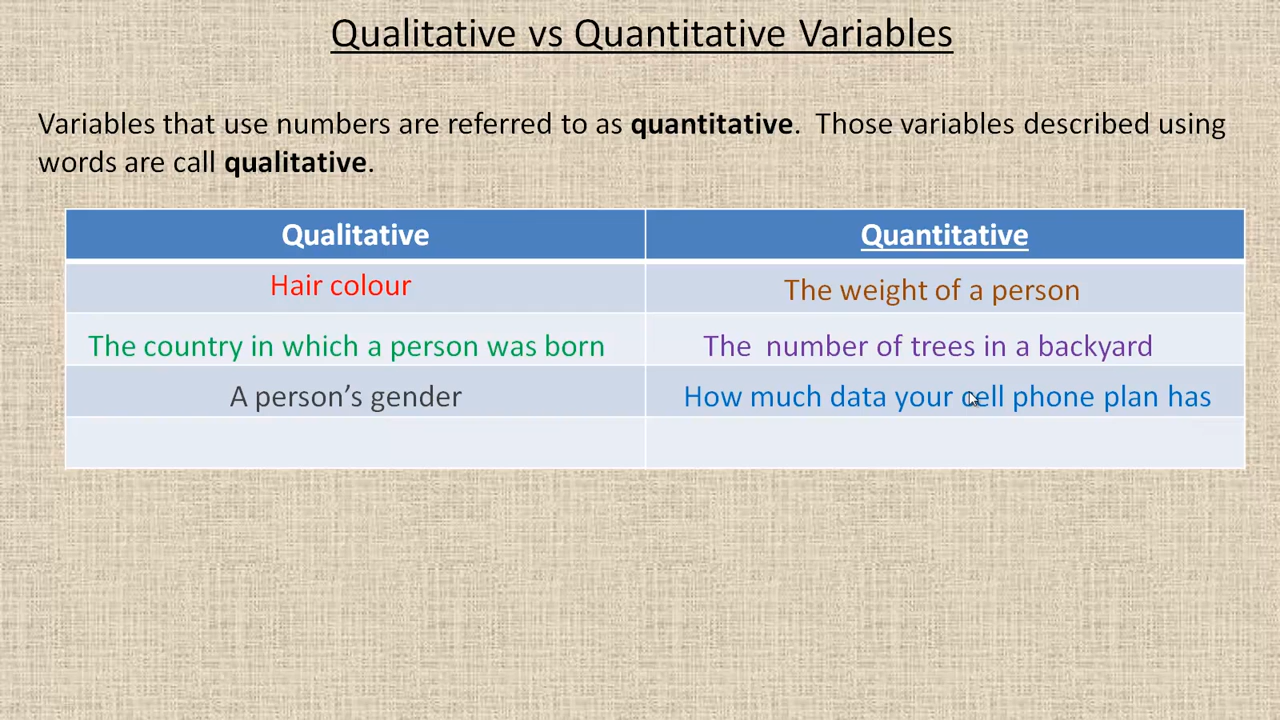 Qualitative vs Quantitative Variables
Variables that use numbers are referred to as quantitative. Those variables described using
words are call qualitative.
Qualitative Quantitative
Hair colour The weight of a person
The country in which a person was born The number of trees in a backyard
A person's gender How much data your cell phone plan has